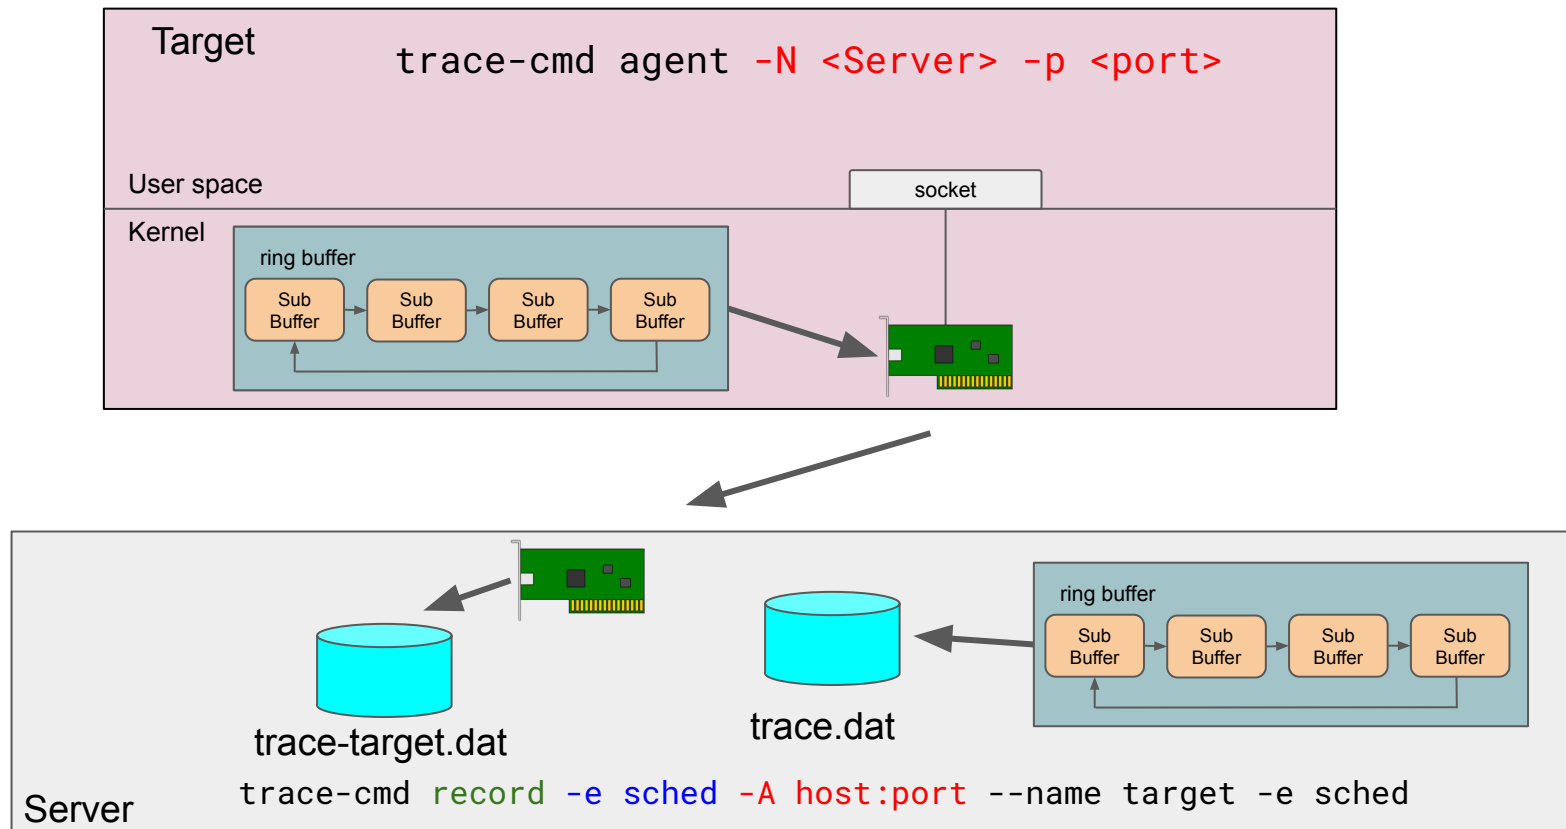 Target
trace-cmd agent -N <Server> -p <port>
User space
socket
Kernel
ring buffer
Sub
Buffer
Sub
Buffer
Sub
Buffer
Sub
Buffer
ring buffer
Sub
Buffer
Sub
Buffer
Sub
Buffer
Sub
Buffer
trace-target.dat
trace.dat
trace-cmd record -e sched -A host:port --name target -e sched
Server